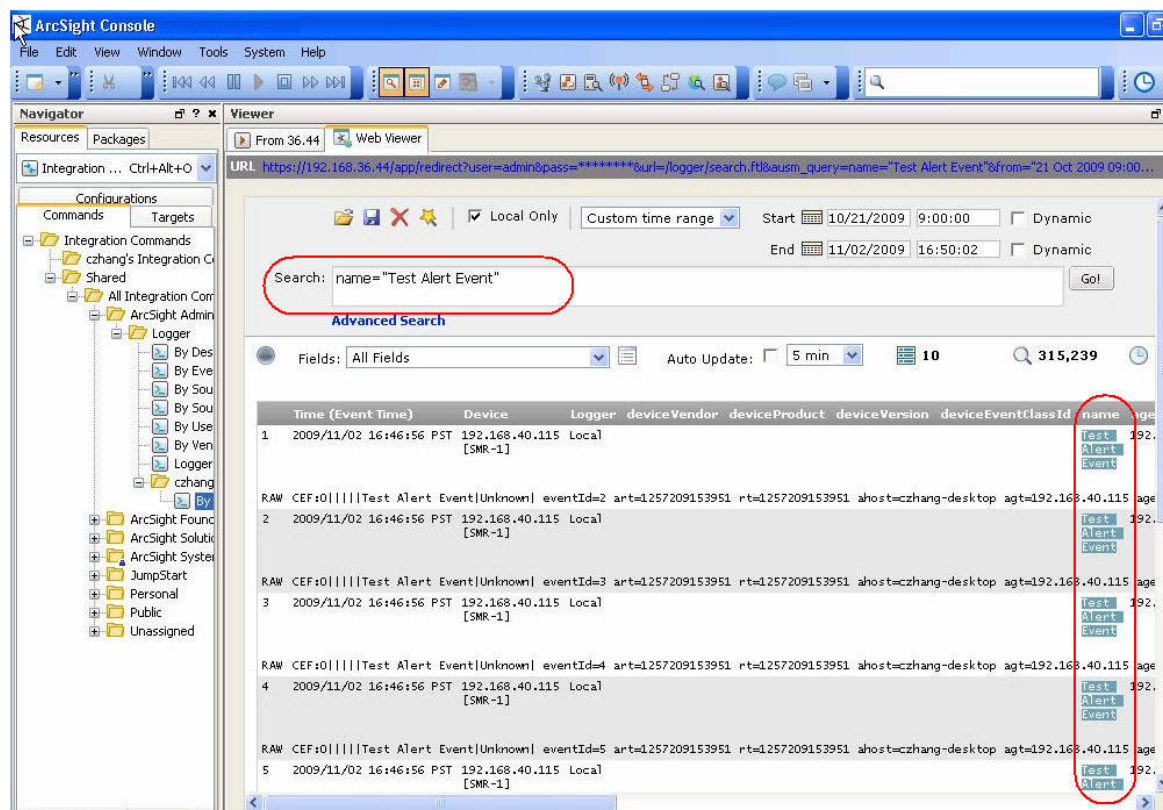 ArcSight Console
File Edit View Window Tools System Help
Navigator
Resources Packages
Integration ... Ctrl+Alt+O
Configurations
Commands Targets
Integration Commands
czhang's Integration C
Shared
All Integration Com
ArcSight Admin
Logger
By Des
By Eve
By Sou
By Sou
By Use
By Ven
Logger
czhang
By
ArcSight Found
ArcSight Soluti
ArcSight System
JumpStart
Personal
Public
Unassigned
Viewer
From 36.44 Web Viewer
URL https://192.168.36.44/app/redirect?user=admin&pass=********&url=/logger/search.ftl&ausm_query=name="Test Alert Event"&from="21 Oct 2009 09:00...
Local Only Custom time range Start 10/21/2009 9:00:00 Dynamic
End 11/02/2009 16:50:02 Dynamic
Search: name="Test Alert Event" Go!
Advanced Search
Fields: All Fields Auto Update: 5 min 10 315,239
Time (Event Time) Device Logger deviceVendor deviceProduct deviceVersion deviceEventClassId name age
1 2009/11/02 16:46:56 PST 192.168.40.115 Local Test 192.
[SMR-1] Alert
Event
RAW CEF:0|||||Test Alert Event|Unknown| eventId=2 art=1257209153951 rt=1257209153951 ahost=czhang-desktop agt=192.168.40.115 age
2 2009/11/02 16:46:56 PST 192.168.40.115 Local Test 192.
[SMR-1] Alert
Event
RAW CEF:0|||||Test Alert Event|Unknown| eventId=3 art=1257209153951 rt=1257209153951 ahost=czhang-desktop agt=192.168.40.115 age
3 2009/11/02 16:46:56 PST 192.168.40.115 Local Test 192.
[SMR-1] Alert
Event
RAW CEF:0|||||Test Alert Event|Unknown| eventId=4 art=1257209153951 rt=1257209153951 ahost=czhang-desktop agt=192.168.40.115 age
4 2009/11/02 16:46:56 PST 192.168.40.115 Local Test 192.
[SMR-1] Alert
Event
RAW CEF:0|||||Test Alert Event|Unknown| eventId=5 art=1257209153951 rt=1257209153951 ahost=czhang-desktop agt=192.168.40.115 age
5 2009/11/02 16:46:56 PST 192.168.40.115 Local Test 192.
[SMR-1] Alert